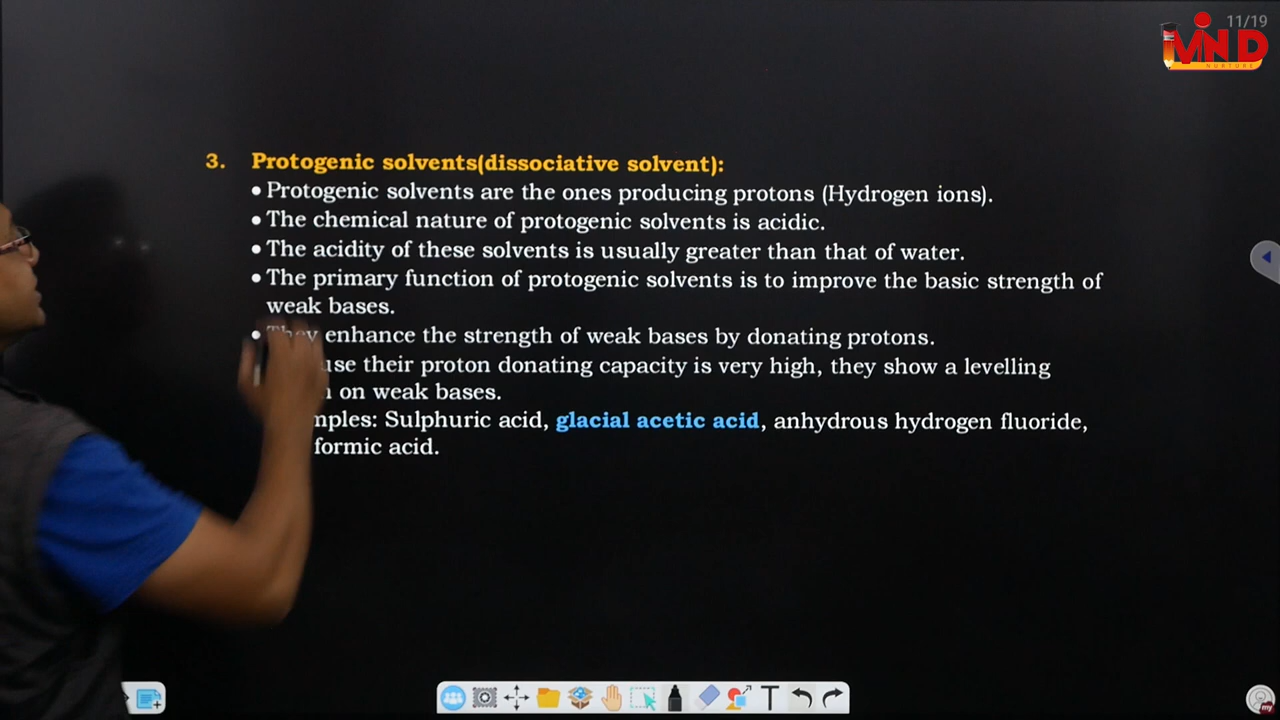 11/19
IMND
NURTURE
3. Protogenic solvents(dissociative solvent):
• Protogenic solvents are the ones producing protons (Hydrogen ions).
• The chemical nature of protogenic solvents is acidic.
• The acidity of these solvents is usually greater than that of water.
• The primary function of protogenic solvents is to improve the basic strength of
weak bases.
• They enhance the strength of weak bases by donating protons.
their proton donating capacity is very high, they show a levelling
on weak bases.
Sulphuric acid, glacial acetic acid, anhydrous hydrogen fluoride,
formic acid.
T
my